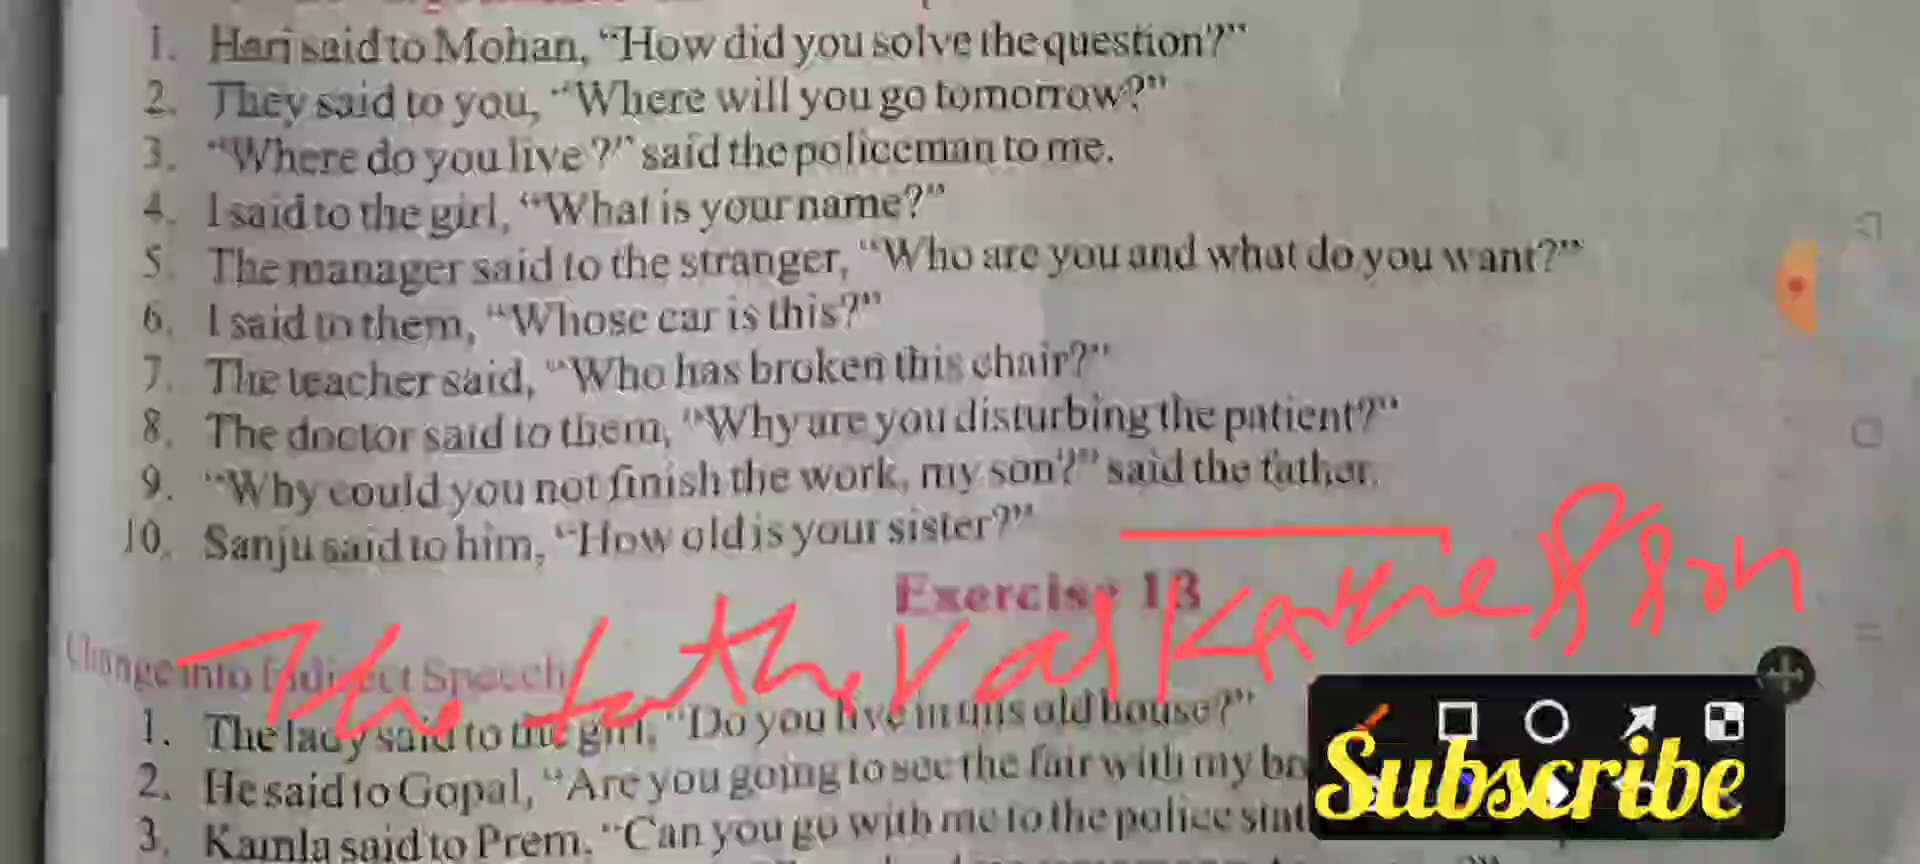 1. Hari said to Mohan, “How did you solve the question?”
2. They said to you, “Where will you go tomorrow?”
3. “Where do you live?” said the policeman to me.
4. I said to the girl, “What is your name?”
5. The manager said to the stranger, “Who are you and what do you want?”
6. I said to them, “Whose car is this?”
7. The teacher said, “Who has broken this chair?”
8. The doctor said to them, “Why are you disturbing the patient?”
9. “Why could you not finish the work, my son?” said the father.
10. Sanju said to him, “How old is your sister?”
Exercise 13
The father
son
Change into Indirect Speech
1. The lady said to the girl, “Do you live in this old house?”
2. He said to Gopal, “Are you going to see the fair with my
3. Kamla said to Prem, “Can you go with me to the police
Subscribe